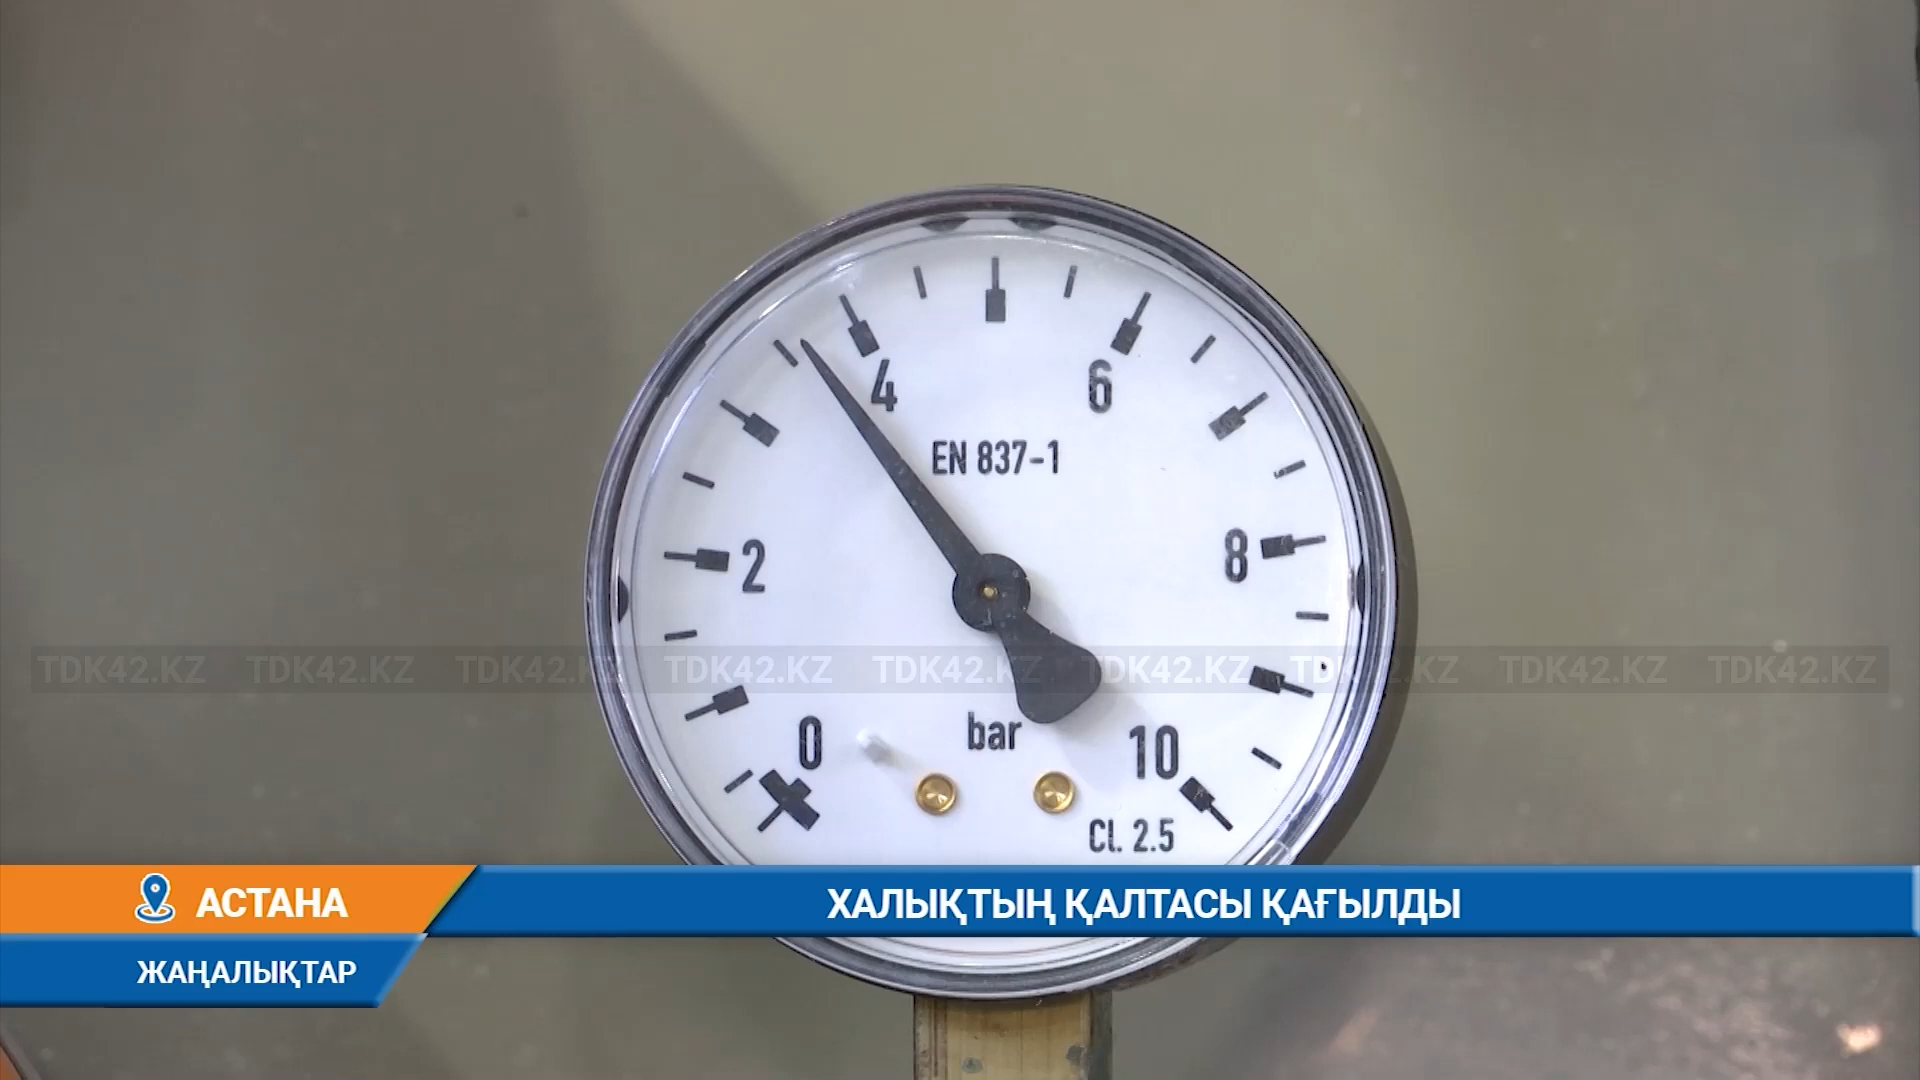 4
6
EN 837-1
2
8
TDK42.KZ TDK42.KZ TDK42.KZ TDK42.KZ TDK42.KZ TDK42.KZ TDK42.KZ TDK42.KZ TDK42.KZ
bar
0
10
Cl. 2.5
АСТАНА
ХАЛЫҚТЫҢ ҚАЛТАСЫ ҚАҒЫЛДЫ
ЖАҢАЛЫҚТАР